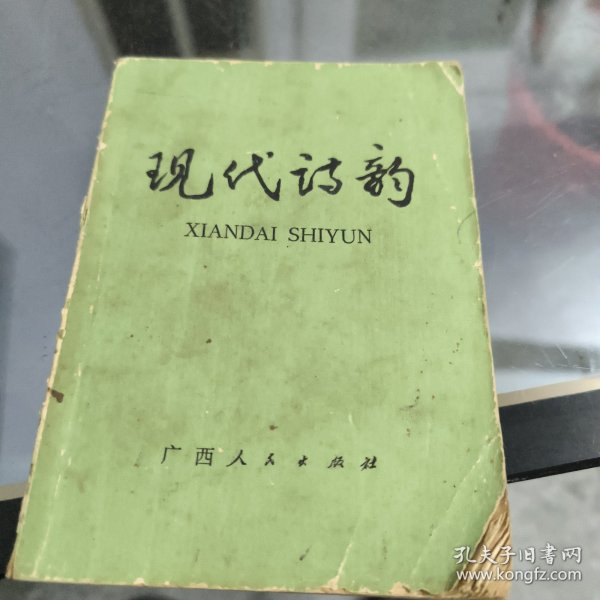 现代诗韵
XIANDAI SHIYUN
广西人民出版社
孔夫子旧书网
www.kongfz.com